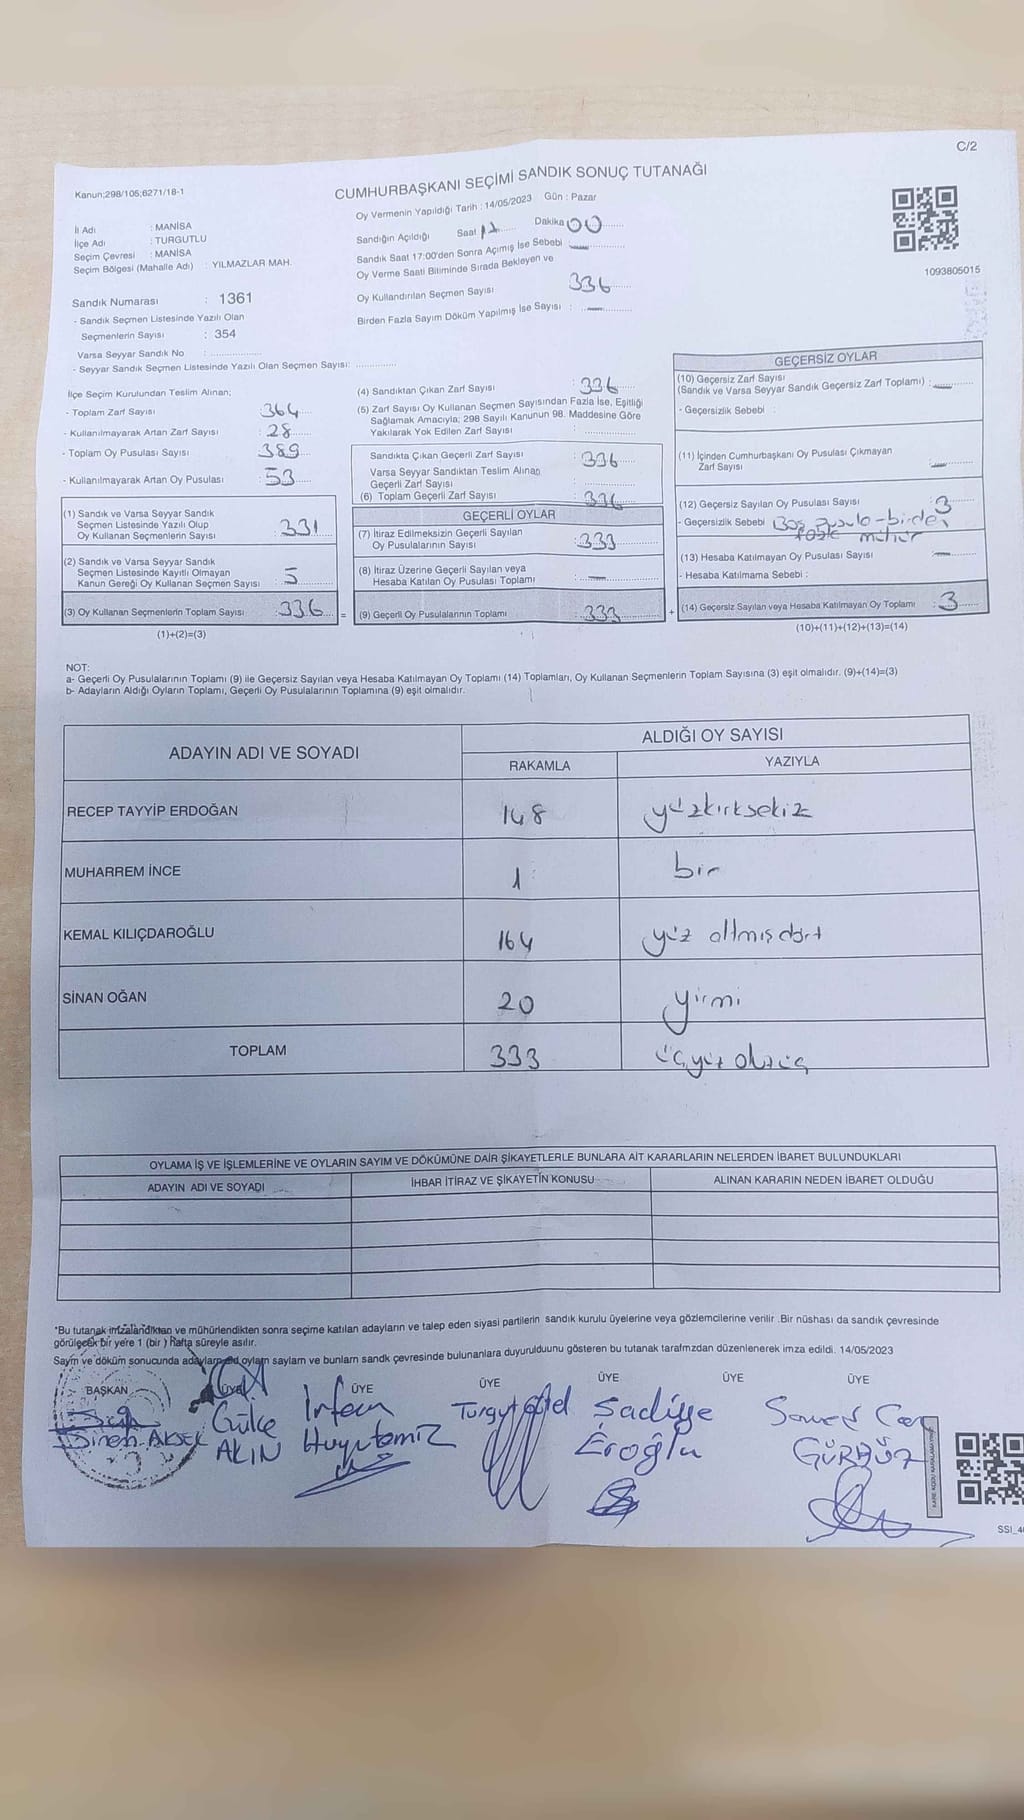 C/2
Kanun;298/105;6271/18-1
CUMHURBAŞKANI SEÇİMİ SANDIK SONUÇ TUTANAĞI
Oy Vermenin Yapıldığı Tarih : 14/05/2023 Gün : Pazar
İl Adı : MANİSA
İlçe Adı : TURGUTLU
Seçim Çevresi : MANİSA
Seçim Bölgesi (Mahalle Adı) : YILMAZLAR MAH.
Sandığın Açıldığı Saat 17 Dakika 00
Sandık Saat 17:00'den Sonra Açımış İse Sebebi —
Oy Verme Saati Bitiminde Sırada Bekleyen ve
Oy Kullandırılan Seçmen Sayısı 336
Birden Fazla Sayım Döküm Yapılmış İse Sayısı : —
1093805015
Sandık Numarası : 1361
- Sandık Seçmen Listesinde Yazılı Olan
Seçmenlerin Sayısı : 354
Varsa Seyyar Sandık No :
- Seyyar Sandık Seçmen Listesinde Yazılı Olan Seçmen Sayısı:
İlçe Seçim Kurulundan Teslim Alınan;
- Toplam Zarf Sayısı 364
- Kullanılmayarak Artan Zarf Sayısı : 28
- Toplam Oy Pusulası Sayısı : 389
- Kullanılmayarak Artan Oy Pusulası : 53
(1) Sandık ve Varsa Seyyar Sandık
Seçmen Listesinde Yazılı Olup
Oy Kullanan Seçmenlerin Sayısı : 331
(2) Sandık ve Varsa Seyyar Sandık
Seçmen Listesinde Kayıtlı Olmayan
Kanun Gereği Oy Kullanan Seçmen Sayısı : 5
(3) Oy Kullanan Seçmenlerin Toplam Sayısı : 336 =
(1)+(2)=(3)
(4) Sandıktan Çıkan Zarf Sayısı : 336
(5) Zarf Sayısı Oy Kullanan Seçmen Sayısından Fazla İse, Eşitliği
Sağlamak Amacıyla; 298 Sayılı Kanunun 98. Maddesine Göre
Yakılarak Yok Edilen Zarf Sayısı :
Sandıkta Çıkan Geçerli Zarf Sayısı : 336
Varsa Seyyar Sandıktan Teslim Alınan
Geçerli Zarf Sayısı :
(6) Toplam Geçerli Zarf Sayısı : 336
GEÇERLİ OYLAR
(7) İtiraz Edilmeksizin Geçerli Sayılan
Oy Pusulalarının Sayısı : 333
(8) İtiraz Üzerine Geçerli Sayılan veya
Hesaba Katılan Oy Pusulası Toplamı : —
(9) Geçerli Oy Pusulalarının Toplamı : 333 +
GEÇERSİZ OYLAR
(10) Geçersiz Zarf Sayısı
(Sandık ve Varsa Seyyar Sandık Geçersiz Zarf Toplamı) : —
- Geçersizlik Sebebi :
(11) İçinden Cumhurbaşkanı Oy Pusulası Çıkmayan
Zarf Sayısı : —
(12) Geçersiz Sayılan Oy Pusulası Sayısı : 3
- Geçersizlik Sebebi Boş pusula - birden
fazla mühür
(13) Hesaba Katılmayan Oy Pusulası Sayısı : —
- Hesaba Katılmama Sebebi :
(14) Geçersiz Sayılan veya Hesaba Katılmayan Oy Toplamı : 3
(10)+(11)+(12)+(13)=(14)
NOT:
a- Geçerli Oy Pusulalarının Toplamı (9) ile Geçersiz Sayılan veya Hesaba Katılmayan Oy Toplamı (14) Toplamları, Oy Kullanan Seçmenlerin Toplam Sayısına (3) eşit olmalıdır. (9)+(14)=(3)
b- Adayların Aldığı Oyların Toplamı, Geçerli Oy Pusulalarının Toplamına (9) eşit olmalıdır.
ADAYIN ADI VE SOYADI ALDIĞI OY SAYISI
RAKAMLA YAZIYLA
RECEP TAYYİP ERDOĞAN 148 yüzkırksekiz
MUHARREM İNCE 1 bir
KEMAL KILIÇDAROĞLU 164 yüz altmışdört
SİNAN OĞAN 20 yirmi
TOPLAM 333 üçyüz otuzüç
OYLAMA İŞ VE İŞLEMLERİNE VE OYLARIN SAYIM VE DÖKÜMÜNE DAİR ŞİKAYETLERLE BUNLARA AİT KARARLARIN NELERDEN İBARET BULUNDUKLARI
ADAYIN ADI VE SOYADI İHBAR İTİRAZ VE ŞİKAYETİN KONUSU ALINAN KARARIN NEDEN İBARET OLDUĞU
*Bu tutanak imzalandıktan ve mühürlendikten sonra seçime katılan adayların ve talep eden siyasi partilerin sandık kurulu üyelerine veya gözlemcilerine verilir .Bir nüshası da sandık çevresinde
görülecek bir yere 1 (bir ) hafta süreyle asılır.
Sayım ve döküm sonucunda oyların ve bunların çevresinde bulunanlara duyurulduunu gösteren bu tutanak tarafmzdan düzenlenerek imza edildi. 14/05/2023
BAŞKAN ÜYE ÜYE ÜYE ÜYE ÜYE ÜYE
Sinem AKSEK
Gülce AKIN
İrfan Huyutemiz
Turgut
Şadiye Eroğlu
Can GÜRBÜZ